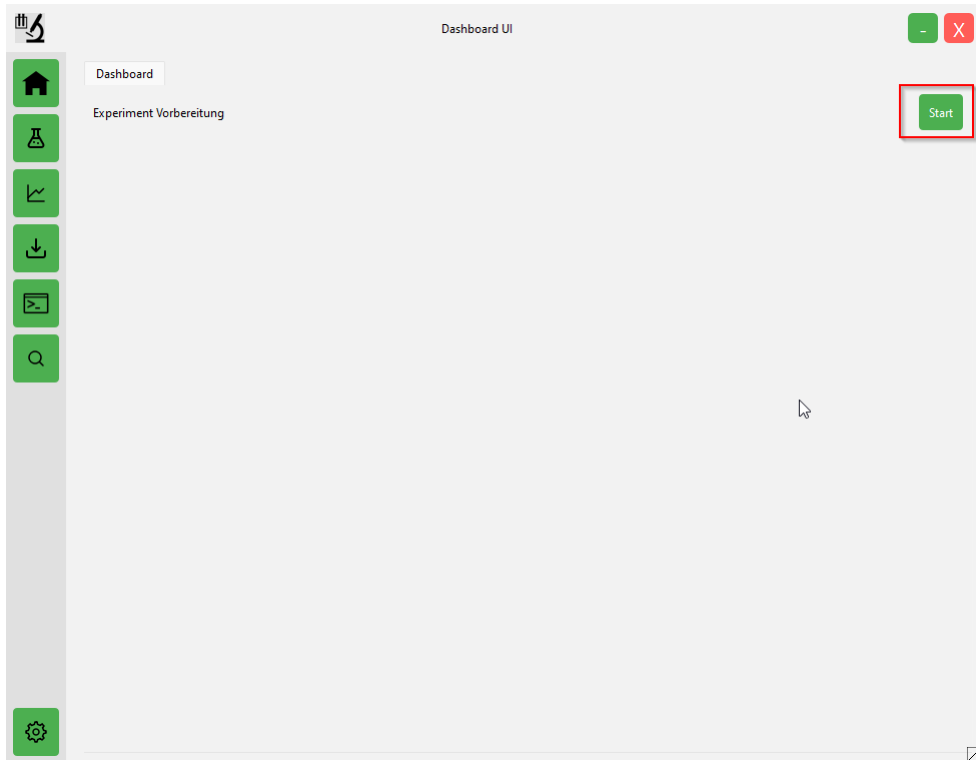 Dashboard UI
- X
Dashboard
Experiment Vorbereitung
Start
>_